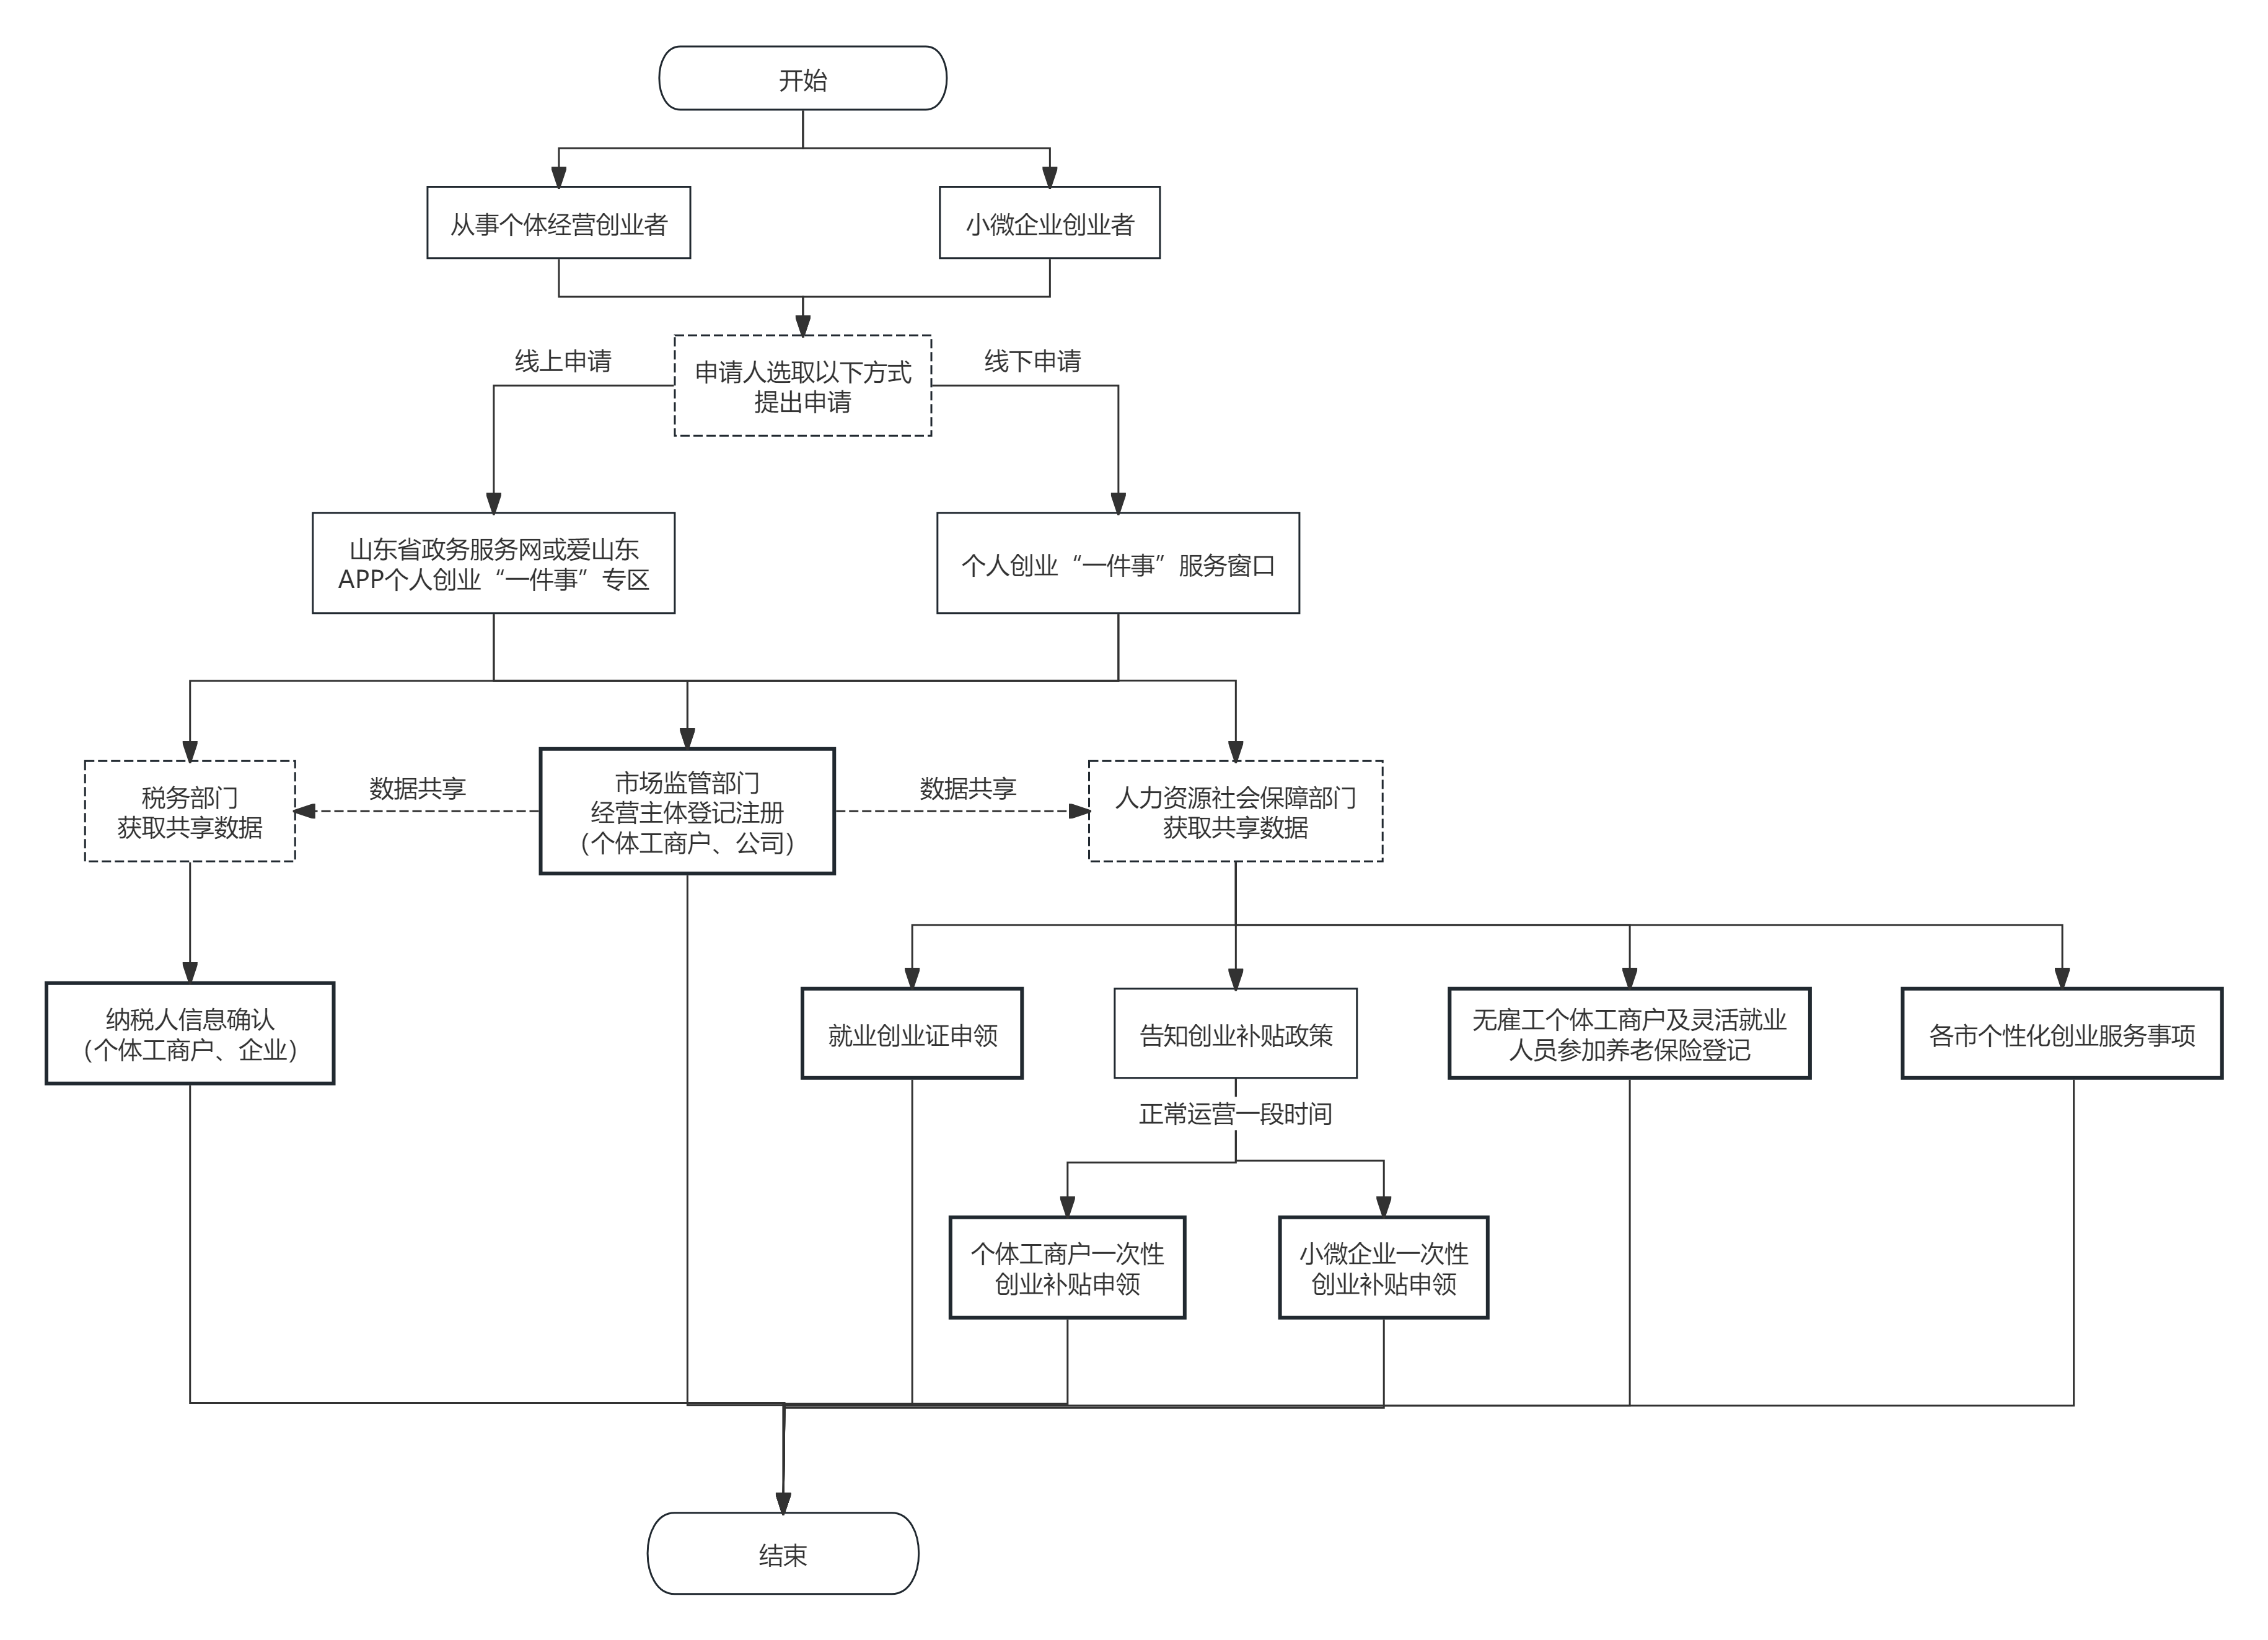 开始
从事个体经营创业者
小微企业创业者
线上申请
申请人选取以下方式
提出申请
线下申请
山东省政务服务网或爱山东
APP个人创业“一件事”专区
个人创业“一件事”服务窗口
税务部门
获取共享数据
数据共享
市场监管部门
经营主体登记注册
(个体工商户、公司)
数据共享
人力资源社会保障部门
获取共享数据
纳税人信息确认
(个体工商户、企业)
就业创业证申领
告知创业补贴政策
无雇工个体工商户及灵活就业
人员参加养老保险登记
各市个性化创业服务事项
正常运营一段时间
个体工商户一次性
创业补贴申领
小微企业一次性
创业补贴申领
结束